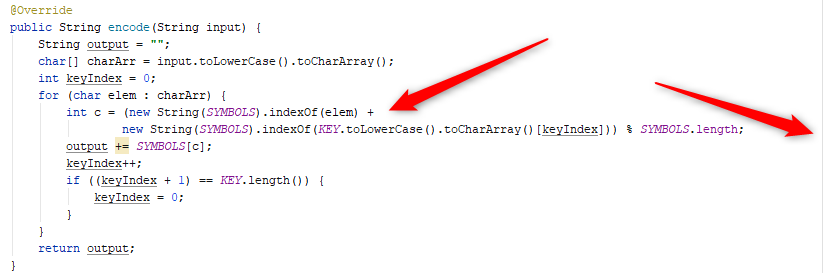 @Override
public String encode(String input) {
    String output = "";
    char[] charArr = input.toLowerCase().toCharArray();
    int keyIndex = 0;
    for (char elem : charArr) {
        int c = (new String(SYMBOLS).indexOf(elem) +
                new String(SYMBOLS).indexOf(KEY.toLowerCase().toCharArray()[keyIndex])) % SYMBOLS.length;
        output += SYMBOLS[c];
        keyIndex++;
        if ((keyIndex + 1) == KEY.length()) {
            keyIndex = 0;
        }
    }
    return output;
}